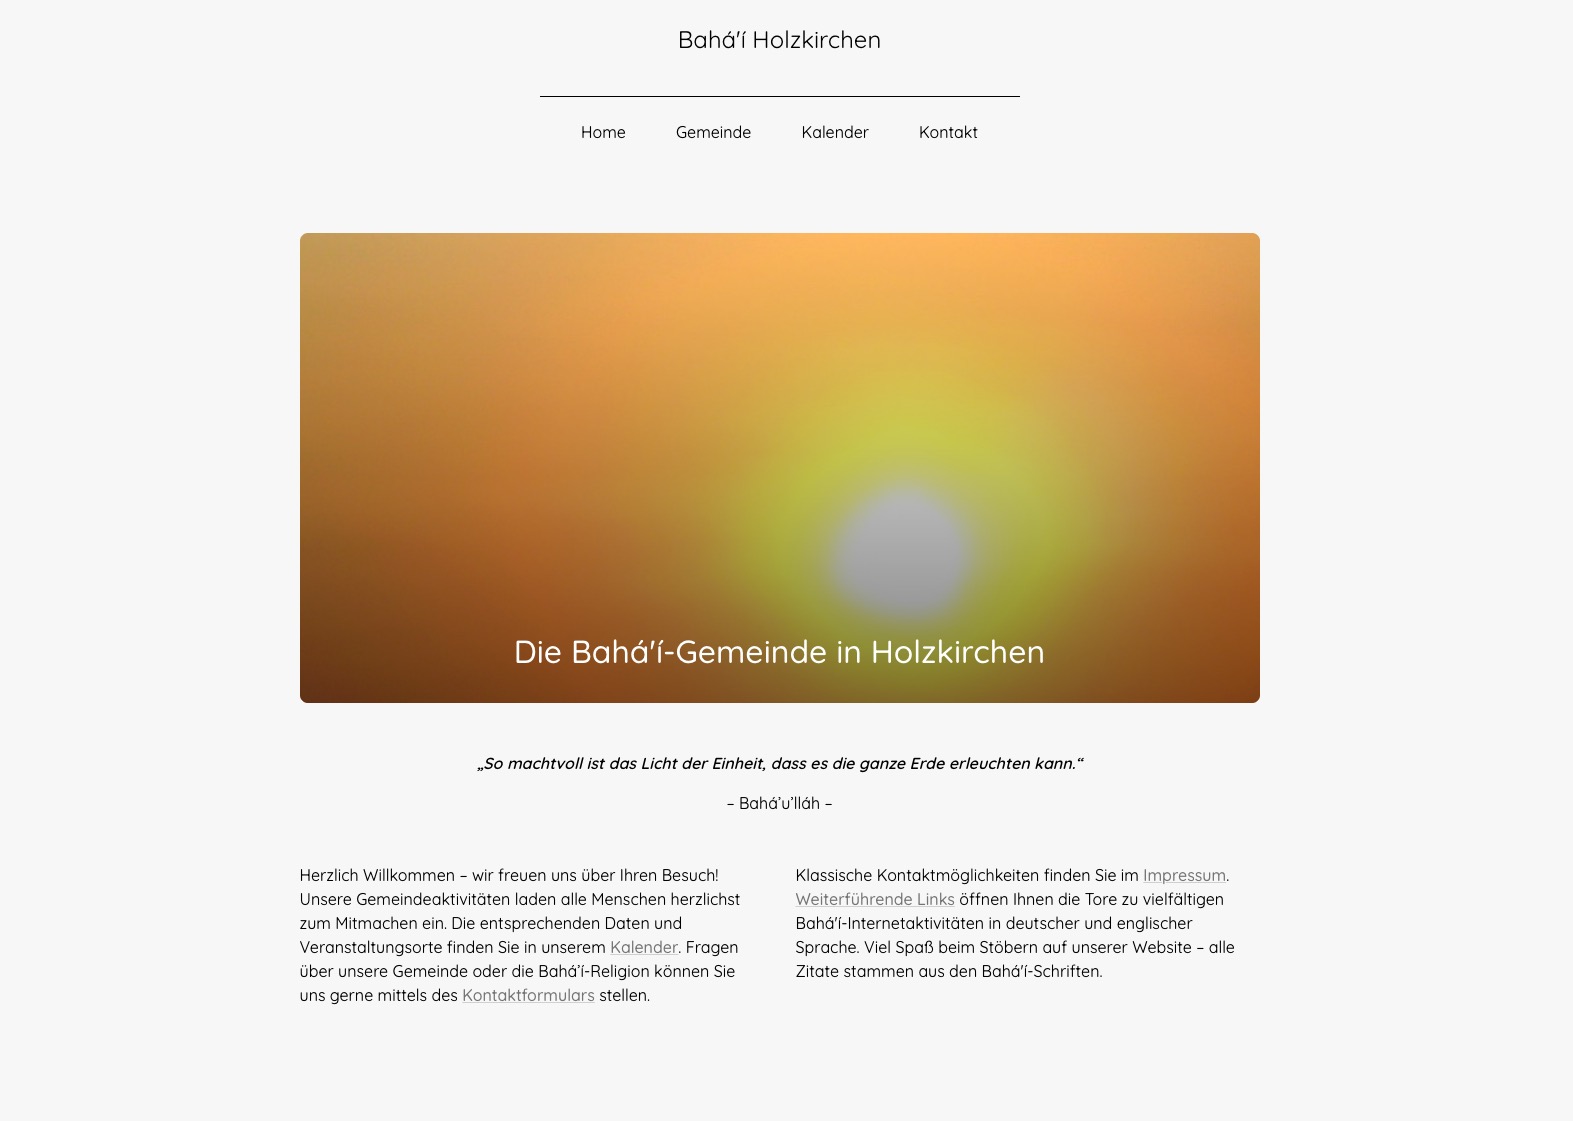 Bahá'í Holzkirchen
Home Gemeinde Kalender Kontakt
Die Bahá'í-Gemeinde in Holzkirchen
„So machtvoll ist das Licht der Einheit, dass es die ganze Erde erleuchten kann.“
– Bahá’u’lláh –
Herzlich Willkommen – wir freuen uns über Ihren Besuch!
Unsere Gemeindeaktivitäten laden alle Menschen herzlichst
zum Mitmachen ein. Die entsprechenden Daten und
Veranstaltungsorte finden Sie in unserem Kalender. Fragen
über unsere Gemeinde oder die Bahá’í-Religion können Sie
uns gerne mittels des Kontaktformulars stellen.
Klassische Kontaktmöglichkeiten finden Sie im Impressum.
Weiterführende Links öffnen Ihnen die Tore zu vielfältigen
Bahá'í-Internetaktivitäten in deutscher und englischer
Sprache. Viel Spaß beim Stöbern auf unserer Website – alle
Zitate stammen aus den Bahá'í-Schriften.